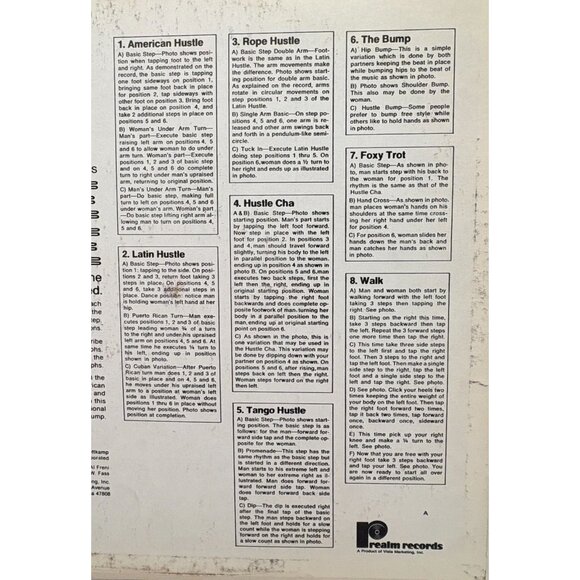 1. American Hustle
A) Basic Step—Photo shows posi-
tion when tapping foot to the left
and right. As demonstrated on the
record, the basic step is tapping
one foot sideways on position 1,
bringing same foot back in place
for position 2, tap sideways with
other foot on position 3. Bring foot
back in place on position 4, and
take 2 additional steps in place on
positions 5 and 6.
B) Woman's Under Arm Turn—
Man's part—Execute basic step
raising left arm on positions 4, 5
and 6 to allow woman to do under
arm turn. Woman's part—Execute
positions 1, 2 and 3 of basic step
and on 4, 5 and 6 do complete
turn to right under man's upraised
arm, returning to original position.
C) Man's Under Arm Turn—Man's
part—Do basic step, making full
turn to left on positions 4, 5 and 6
under woman's arm. Woman's part
—Do basic step lifting right arm al-
lowing man to turn on positions 4,
5 and 6.
2. Latin Hustle
A) Basic Step—Photo shows posi-
tion 1: tapping to the side. On pos-
itions 2 and 3, return foot taking 3
steps in place. On positions 4, 5
and 6, take 3 additional steps in
place. Dance position: notice man
is holding woman's left hand at her
hip.
B) Puerto Rican Turn—Man exe-
cutes positions 1, 2 and 3 of basic
step leading woman ¾ of a turn
to the right and under his upraised
left arm on positions 4, 5 and 6. At
same time he executes ¼ turn to
his left, ending up in position
shown in photo.
C) Cuban Variation—After Puerto
Rican turn man does 1, 2 and 3 of
basic in place and on 4, 5 and 6,
he moves under his upraised left
arm to a position at woman's left
side as illustrated. Woman does
positions 1 thru 6 in place without
moving her position. Photo shows
position at completion.
3. Rope Hustle
A) Basic Step Double Arm—Foot-
work is the same as in the Latin
Hustle. The arm movements make
the difference. Photo shows start-
ing position for double arm basic.
As explained on the record, arms
rotate in circular movements on
step positions 1, 2 and 3 of the
Latin Hustle.
B) Single Arm Basic—On step po-
sitions 4, 5 and 6, one arm is re-
leased and other arm swings back
and forth in a pendulum-like semi-
circle.
C) Tuck in—Execute Latin Hustle
doing step positions 1 thru 5. On
position 6, woman does a ½ turn to
her right and ends up as illustrated
in photo.
4. Hustle Cha
A & B) Basic Step—Photo shows
starting position. Man's part starts
by tapping the left foot forward.
Now step in place with the left
foot for position 2. In positions 3
and 4, man should travel forward
slightly, turning his body to the left
in parallel position to the woman,
ending up in position 4 as shown in
photo B. On positions 5 and 6, man
executes two back steps, first the
left then the right, ending up in
original starting position. Woman
starts by tapping the right foot
backwards and does complete op-
posite footwork of man, turning her
body in a parallel position to the
man, ending up at original starting
position on position 6.
C) As shown in the photo, this is
one variation that may be used in
the Hustle Cha. This variation may
be done by dipping down with your
partner on position 4 as shown. On
positions 5 and 6, after rising, man
steps back on left then the right.
Woman steps forward on the right
then left.
5. Tango Hustle
A) Basic Step—Photo shows start-
ing position. The basic step is as
follows: for the man—forward for-
ward side tap and the complete op-
posite for the woman.
B) Promenade—This step has the
same rhythm as the basic step but
is started in a different direction.
Man starts to his extreme left and
woman to her extreme right as il-
lustrated. Man does forward for-
ward forward side tap. Woman
does forward forward back side
tap.
C) Dip—The dip is executed right
after the final tap of the basic
step. The man steps backward on
the left foot and holds for a slow
count while the woman is stepping
forward on the right and holds for
a slow count as shown in photo.
6. The Bump
A) Hip Bump—This is a simple
variation which is done by both
partners keeping the beat in place
while bumping hips to the beat of
the music as shown in photo.
B) Photo shows Shoulder Bump.
This also may be done by the
woman.
C) Hustle Bump—Some people
prefer to bump free style while
others like to hold hands as shown
in photo.
7. Foxy Trot
A) Basic Step—As shown in pho-
to, man starts step with his back to
the woman for position 1. The
rhythm is the same as that of the
Hustle Cha.
B) Hand Cross—As shown in photo,
man places woman's hands on his
shoulders at the same time cross-
ing her right hand under her left
for position 4.
C) For position 6, woman slides her
hands down the man's back and
man catches her hands as shown
in photo.
8. Walk
A) Man and woman both start by
walking forward with the left foot
taking 3 steps then tapping the
right. See photo.
B) Starting on the right this time,
take 3 steps backward then tap
the left. Repeat the 3 forward steps
one more time then tap the right.
C) This time take three side steps
to the left first and tap the right
foot. Then 3 steps to the right and
tap the left foot. Then make a single
side step to the right, tap the left
foot and a single side step to the
left and tap the right. See photo.
D) See photo. Click your heels two
times keeping the entire weight of
your body on the left foot. Then tap
the right foot forward two times,
tap it back two times, tap forward
once, backward once, sideward
once.
E) This time pick up your right
knee and make a ¼ turn to the
left. See photo.
F) Now that you are free with your
right foot take 3 steps backward
and tap your left. See photo. You
are now ready to start all over
again in a different position.
A
realm records
A Product of Vista Marketing, Inc.